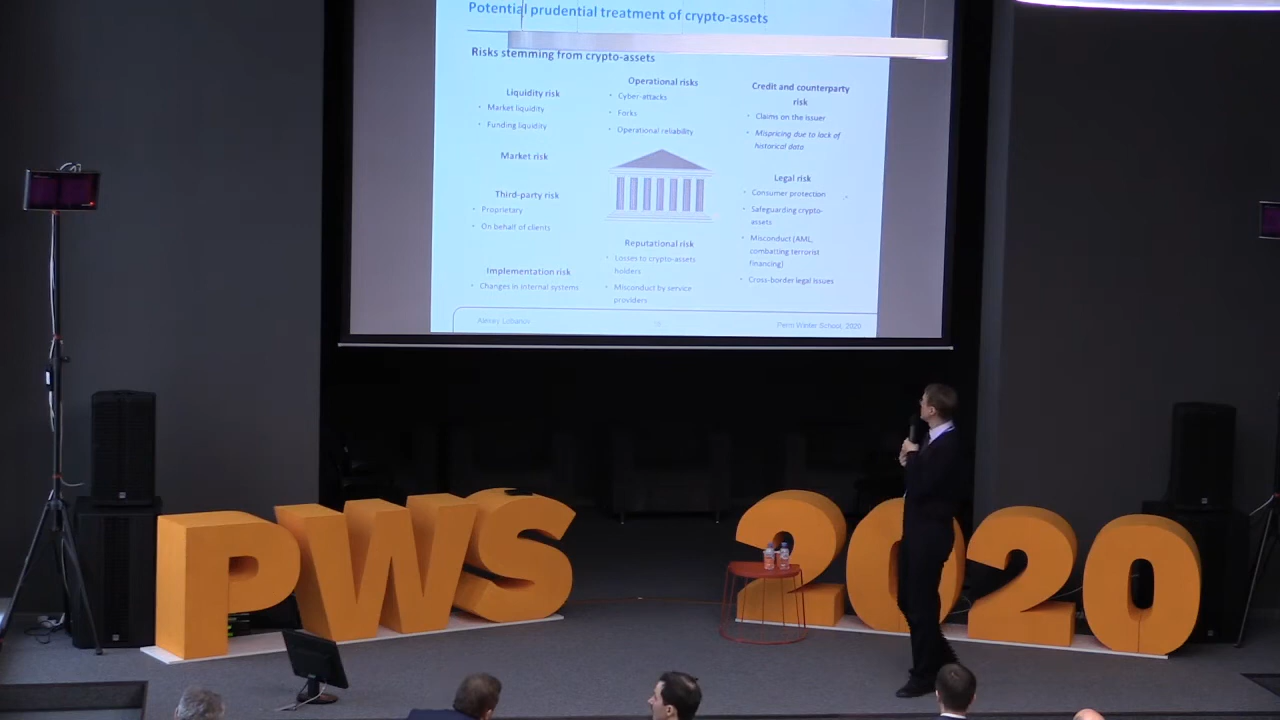 Potential prudential treatment of crypto-assets
Risks stemming from crypto-assets
Liquidity risk
• Market liquidity
• Funding liquidity
Market risk
Third-party risk
• Proprietary
• On behalf of clients
Implementation risk
• Changes in internal systems
Operational risks
• Cyber-attacks
• Forks
• Operational reliability
Reputational risk
• Losses to crypto-assets
holders
• Misconduct by service
providers
Credit and counterparty
risk
• Claims on the issuer
• Mispricing due to lack of
historical data
Legal risk
• Consumer protection
• Safeguarding crypto-
assets
• Misconduct (AML,
combatting terrorist
financing)
• Cross-border legal issues
Alexey Lobanov
Perm Winter School, 2020
PWS 2020